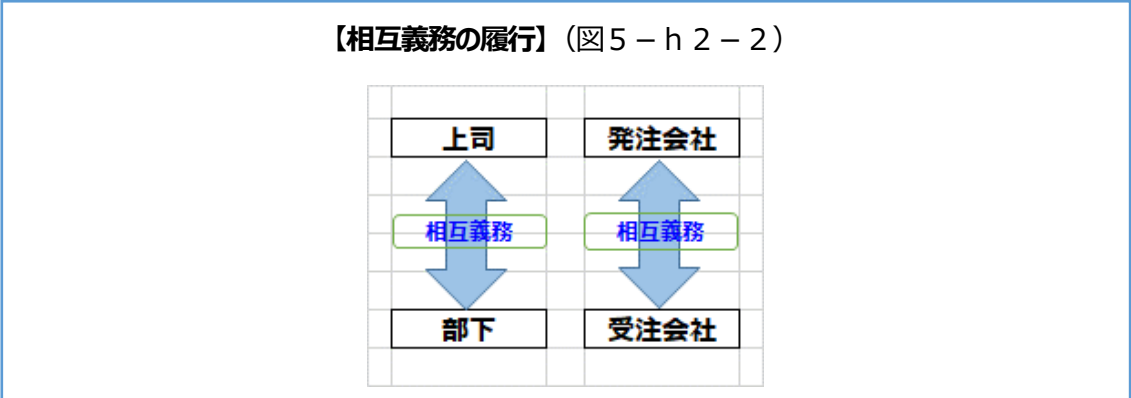 【相互義務の履行】（図５－ｈ２－２）
上司 発注会社
相互義務 相互義務
部下 受注会社